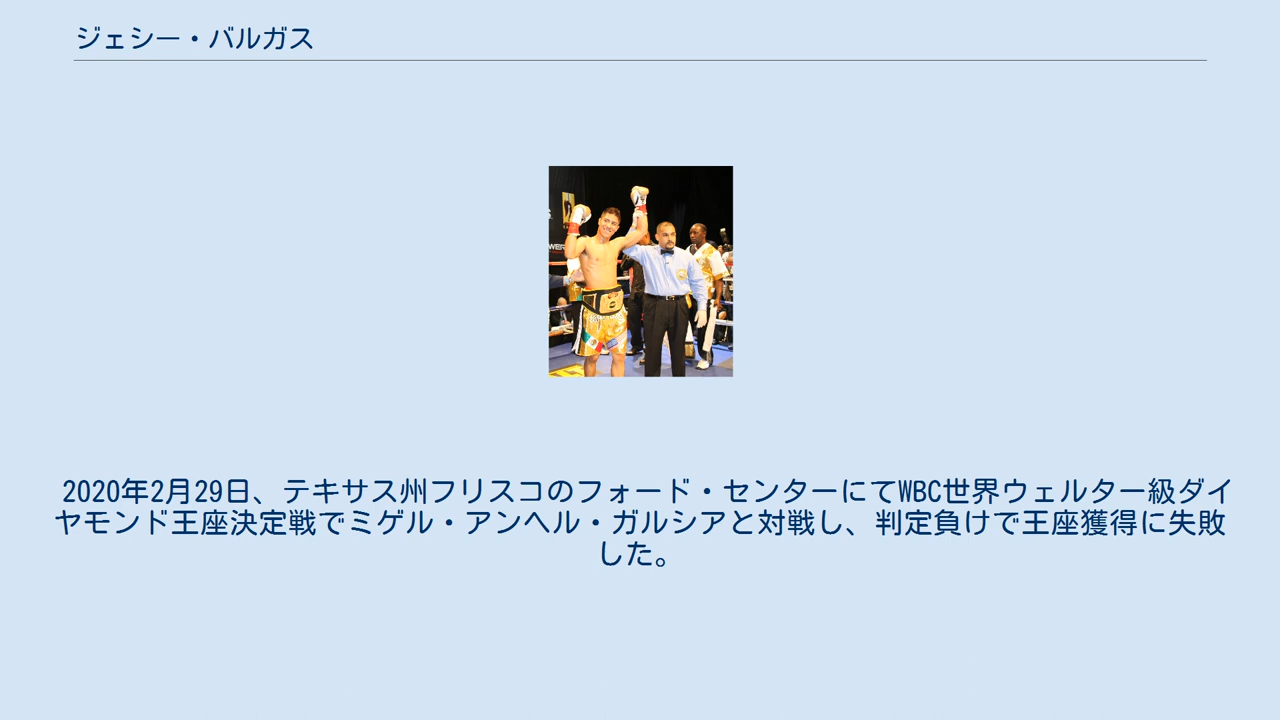 ジェシー・バルガス
2020年2月29日、テキサス州フリスコのフォード・センターにてWBC世界ウェルター級ダイ
ヤモンド王座決定戦でミゲル・アンヘル・ガルシアと対戦し、判定負けで王座獲得に失敗
した。